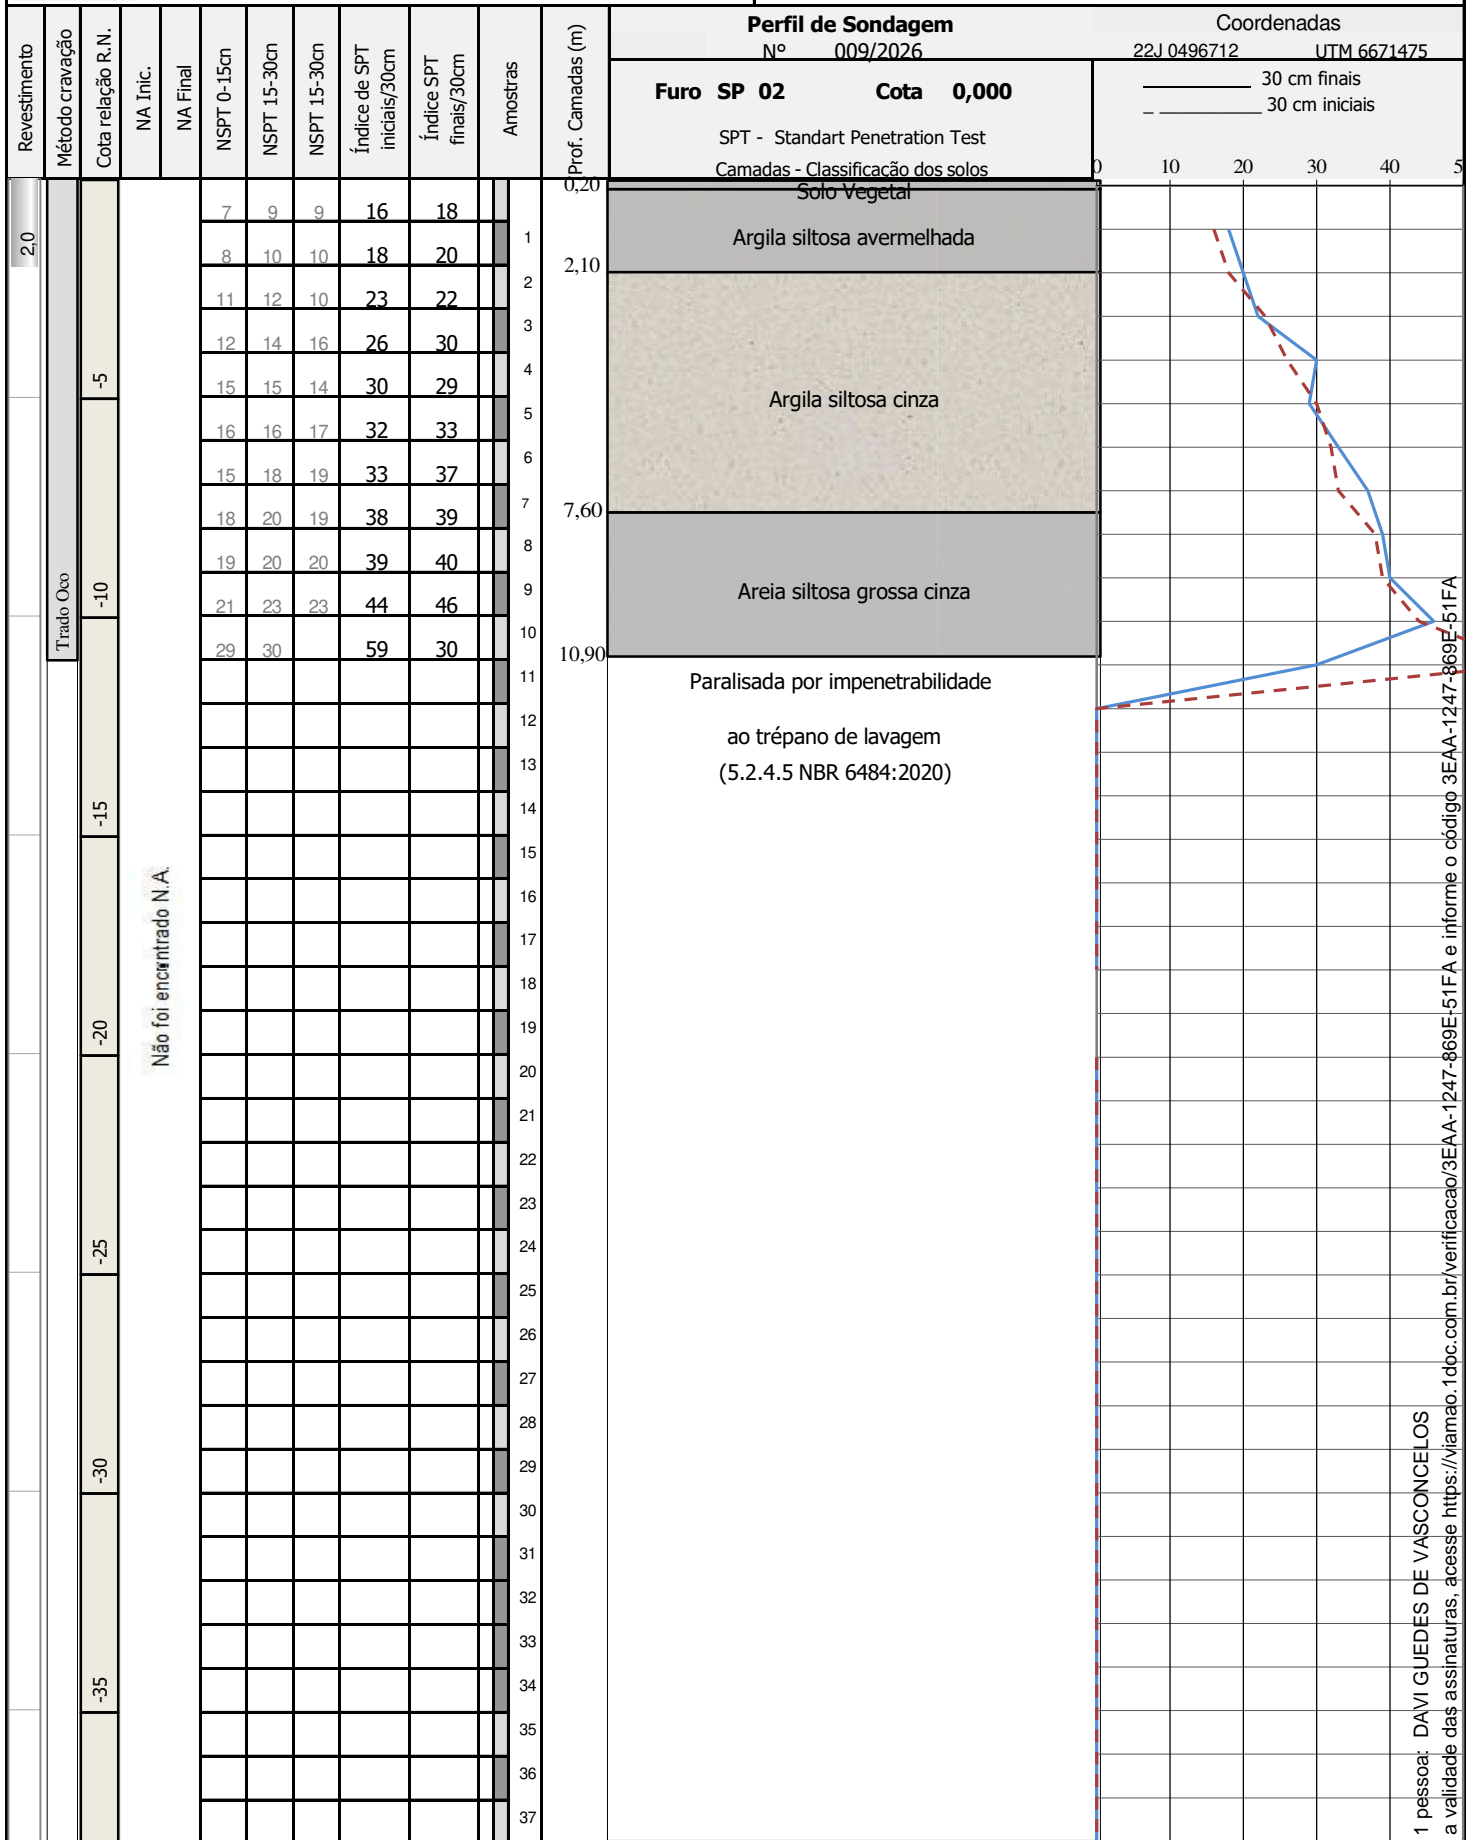 Revestimento
Método cravação
Cota relação R.N.
NA Inic.
NA Final
NSPT 0-15cn
NSPT 15-30cn
NSPT 15-30cn
Índice de SPT
iniciais/30cm
Índice SPT
finais/30cm
Amostras
Prof. Camadas (m)
Perfil de Sondagem
Nº 009/2026
Furo SP 02 Cota 0,000
SPT - Standart Penetration Test
Camadas - Classificação dos solos
Coordenadas
22J 0496712 UTM 6671475
30 cm finais
30 cm iniciais
0 10 20 30 40 5
2,0
Trado Oco
-5
-10
-15
-20
-25
-30
-35
Não foi encontrado N.A.
7 9 9 16 18
8 10 10 18 20
11 12 10 23 22
12 14 16 26 30
15 15 14 30 29
16 16 17 32 33
15 18 19 33 37
18 20 19 38 39
19 20 20 39 40
21 23 23 44 46
29 30 59 30
1
2
3
4
5
6
7
8
9
10
11
12
13
14
15
16
17
18
19
20
21
22
23
24
25
26
27
28
29
30
31
32
33
34
35
36
37
0,20
2,10
7,60
10,90
Solo Vegetal
Argila siltosa avermelhada
Argila siltosa cinza
Areia siltosa grossa cinza
Paralisada por impenetrabilidade
ao trépano de lavagem
(5.2.4.5 NBR 6484:2020)
1 pessoa: DAVI GUEDES DE VASCONCELOS
a validade das assinaturas, acesse https://viamao.1doc.com.br/verificacao/3EAA-1247-869E-51FA e informe o código 3EAA-1247-869E-51FA